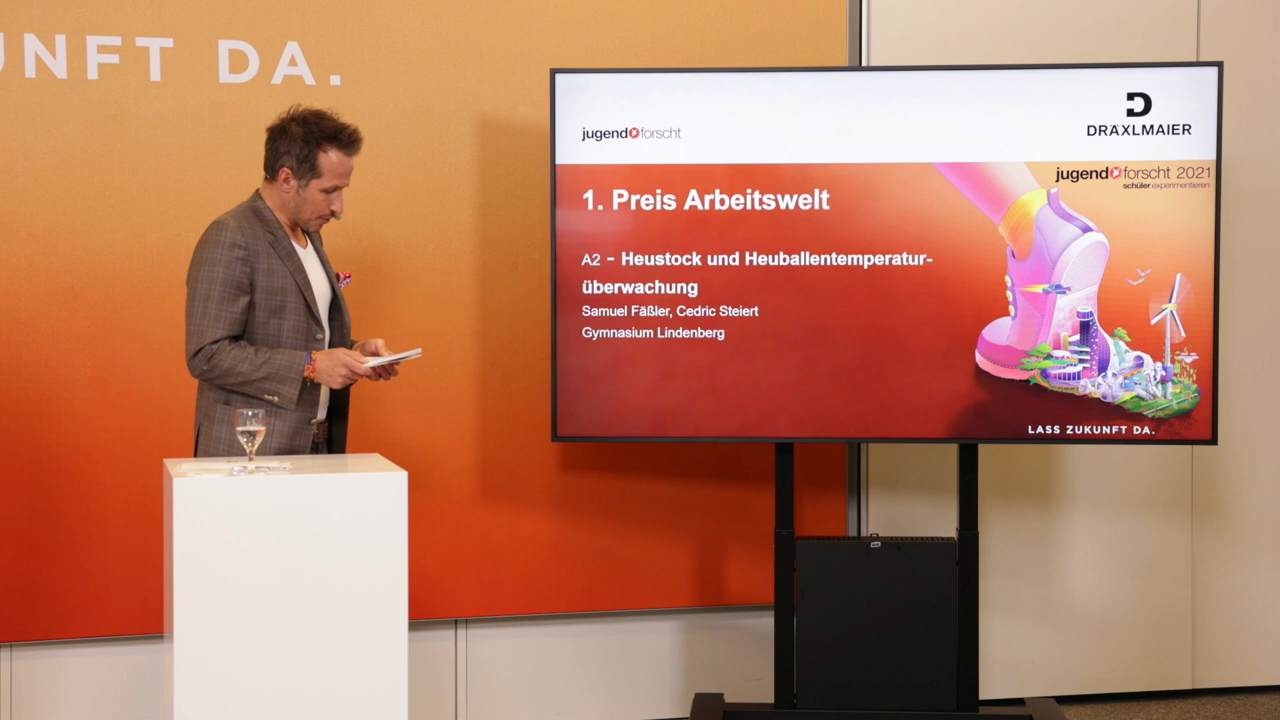 UNFT DA.
jugend forscht
DRÄXLMAIER
jugend forscht 2021
schüler experimentieren
1. Preis Arbeitswelt
A2 - Heustock und Heuballentemperatur-
überwachung
Samuel Fäßler, Cedric Steiert
Gymnasium Lindenberg
LASS ZUKUNFT DA.